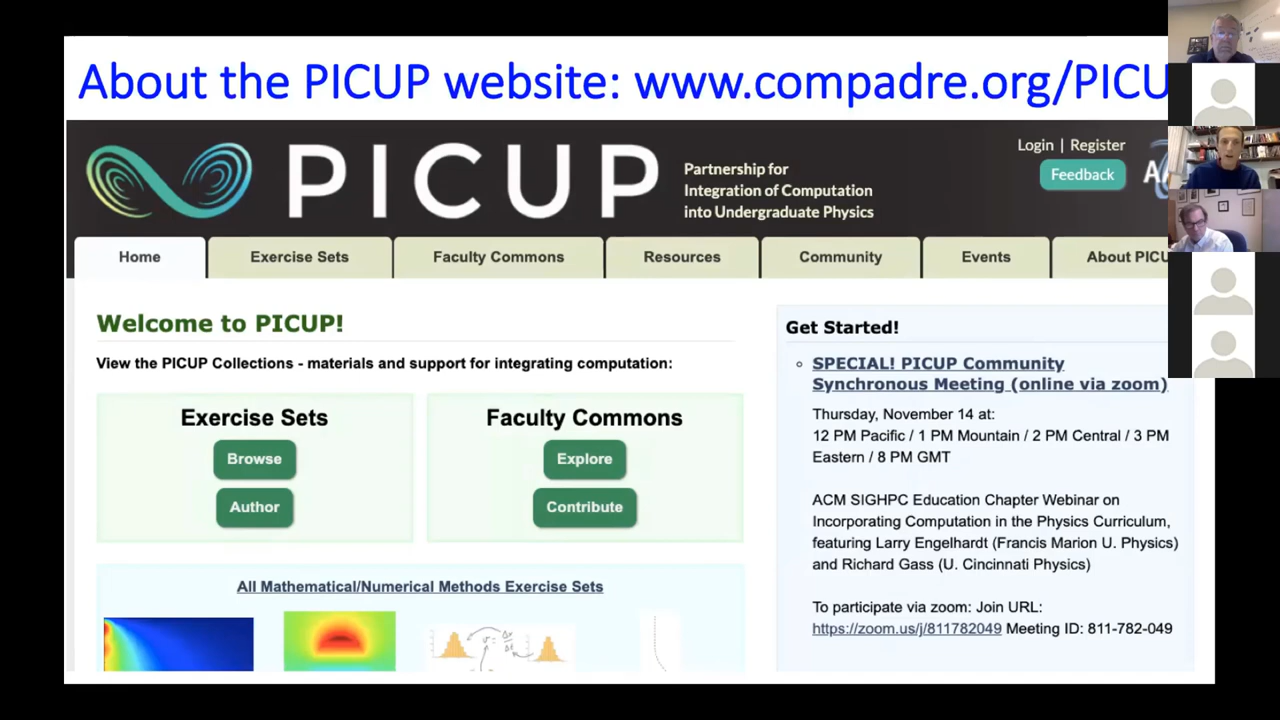 About the PICUP website: www.compadre.org/PICU
PICUP
Partnership for
Integration of Computation
into Undergraduate Physics
Login | Register
Feedback
Home
Exercise Sets
Faculty Commons
Resources
Community
Events
About PICU
Welcome to PICUP!
View the PICUP Collections - materials and support for integrating computation:
Exercise Sets
Browse
Author
Faculty Commons
Explore
Contribute
All Mathematical/Numerical Methods Exercise Sets
Get Started!
SPECIAL! PICUP Community
Synchronous Meeting (online via zoom)
Thursday, November 14 at:
12 PM Pacific / 1 PM Mountain / 2 PM Central / 3 PM
Eastern / 8 PM GMT
ACM SIGHPC Education Chapter Webinar on
Incorporating Computation in the Physics Curriculum,
featuring Larry Engelhardt (Francis Marion U. Physics)
and Richard Gass (U. Cincinnati Physics)
To participate via zoom: Join URL:
https://zoom.us/j/811782049 Meeting ID: 811-782-049